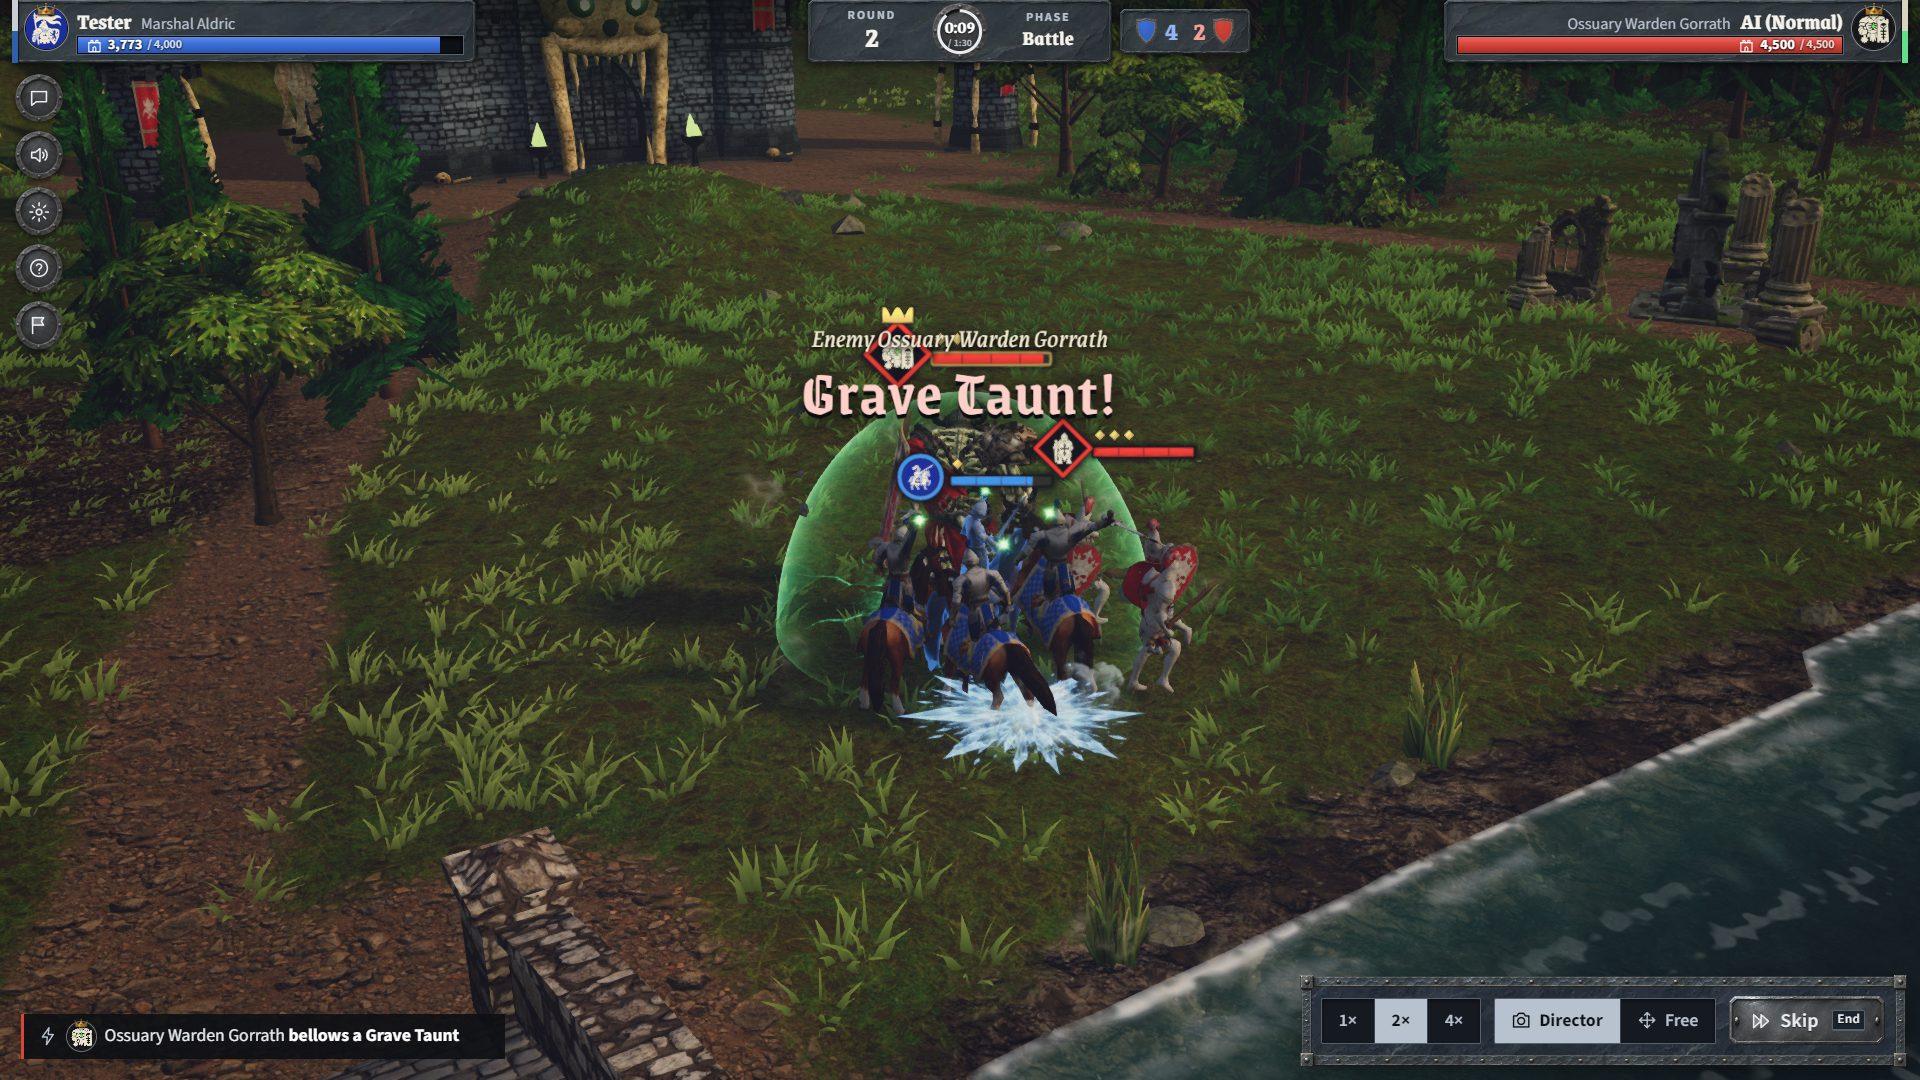 Tester Marshal Aldric
3,773 / 4,000
ROUND
2
0:09
/ 1:30
PHASE
Battle
4 2
Ossuary Warden Gorrath AI (Normal)
4,500 / 4,500
Enemy Ossuary Warden Gorrath
Grave Taunt!
Ossuary Warden Gorrath bellows a Grave Taunt
1× 2× 4× Director Free Skip End